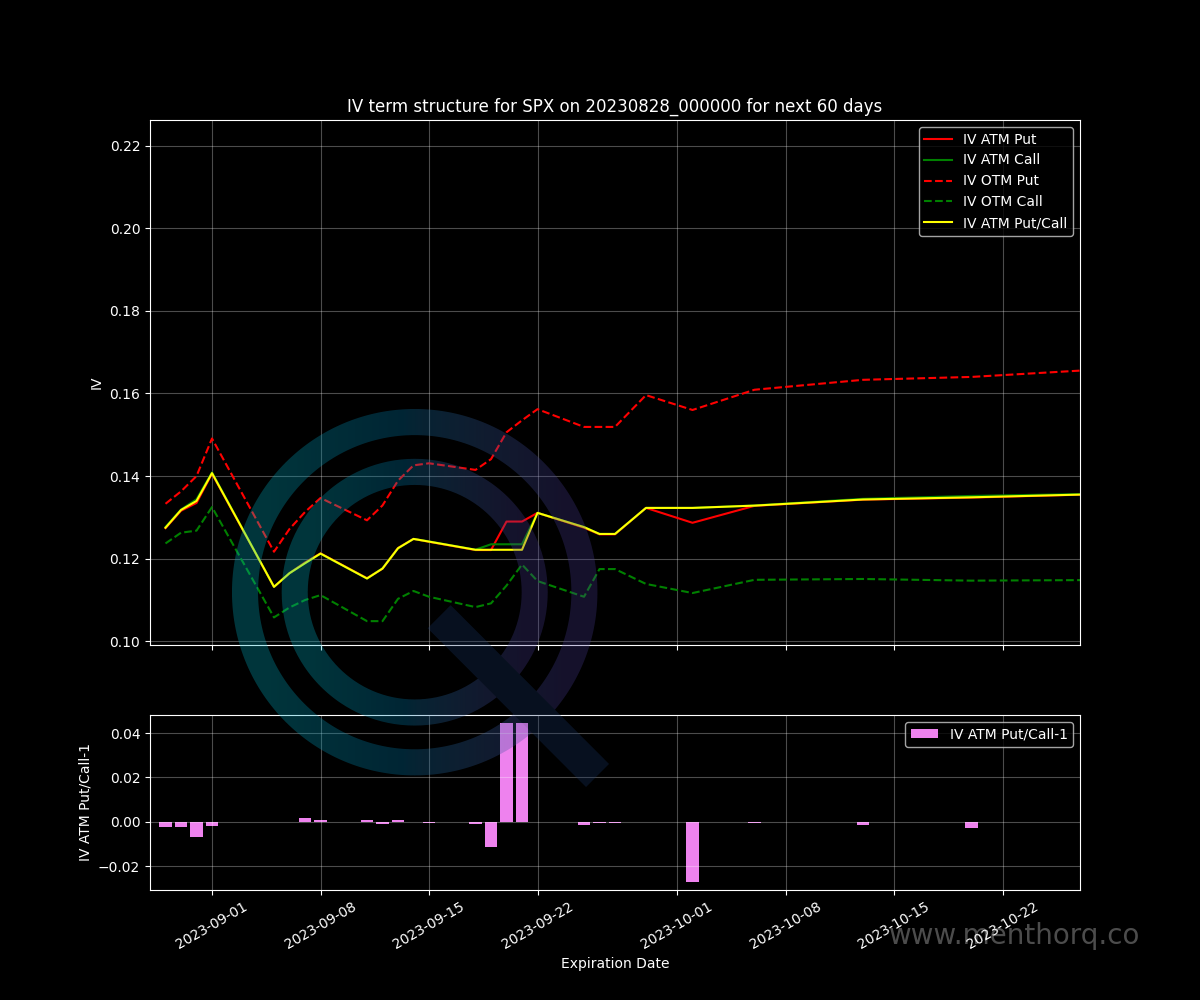 IV term structure for SPX on 20230828_000000 for next 60 days
IV ATM Put
IV ATM Call
IV OTM Put
IV OTM Call
IV ATM Put/Call
0.22
0.20
0.18
0.16
0.14
0.12
0.10
IV
IV ATM Put/Call-1
0.04
0.02
0.00
−0.02
IV ATM Put/Call-1
2023-09-01
2023-09-08
2023-09-15
2023-09-22
2023-10-01
2023-10-08
2023-10-15
2023-10-22
www.menthorq.co
Expiration Date